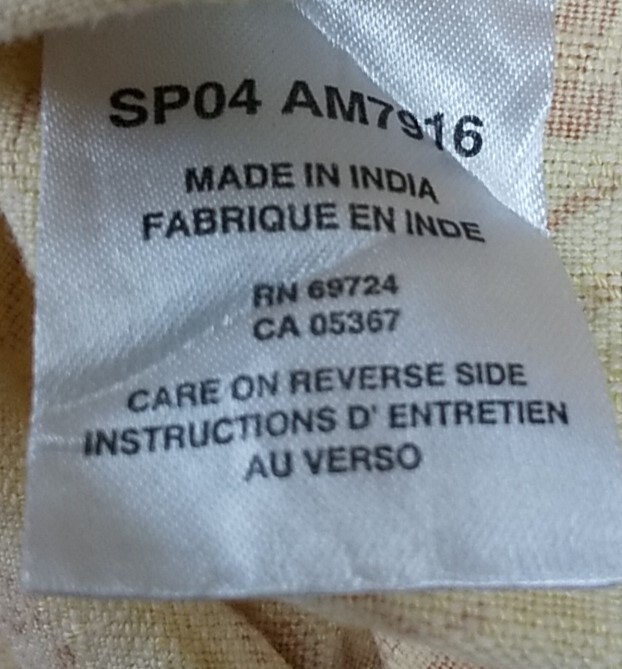 SP04 AM7916
MADE IN INDIA
FABRIQUE EN INDE
RN 69724
CA 05367
CARE ON REVERSE SIDE
INSTRUCTIONS D' ENTRETIEN
AU VERSO